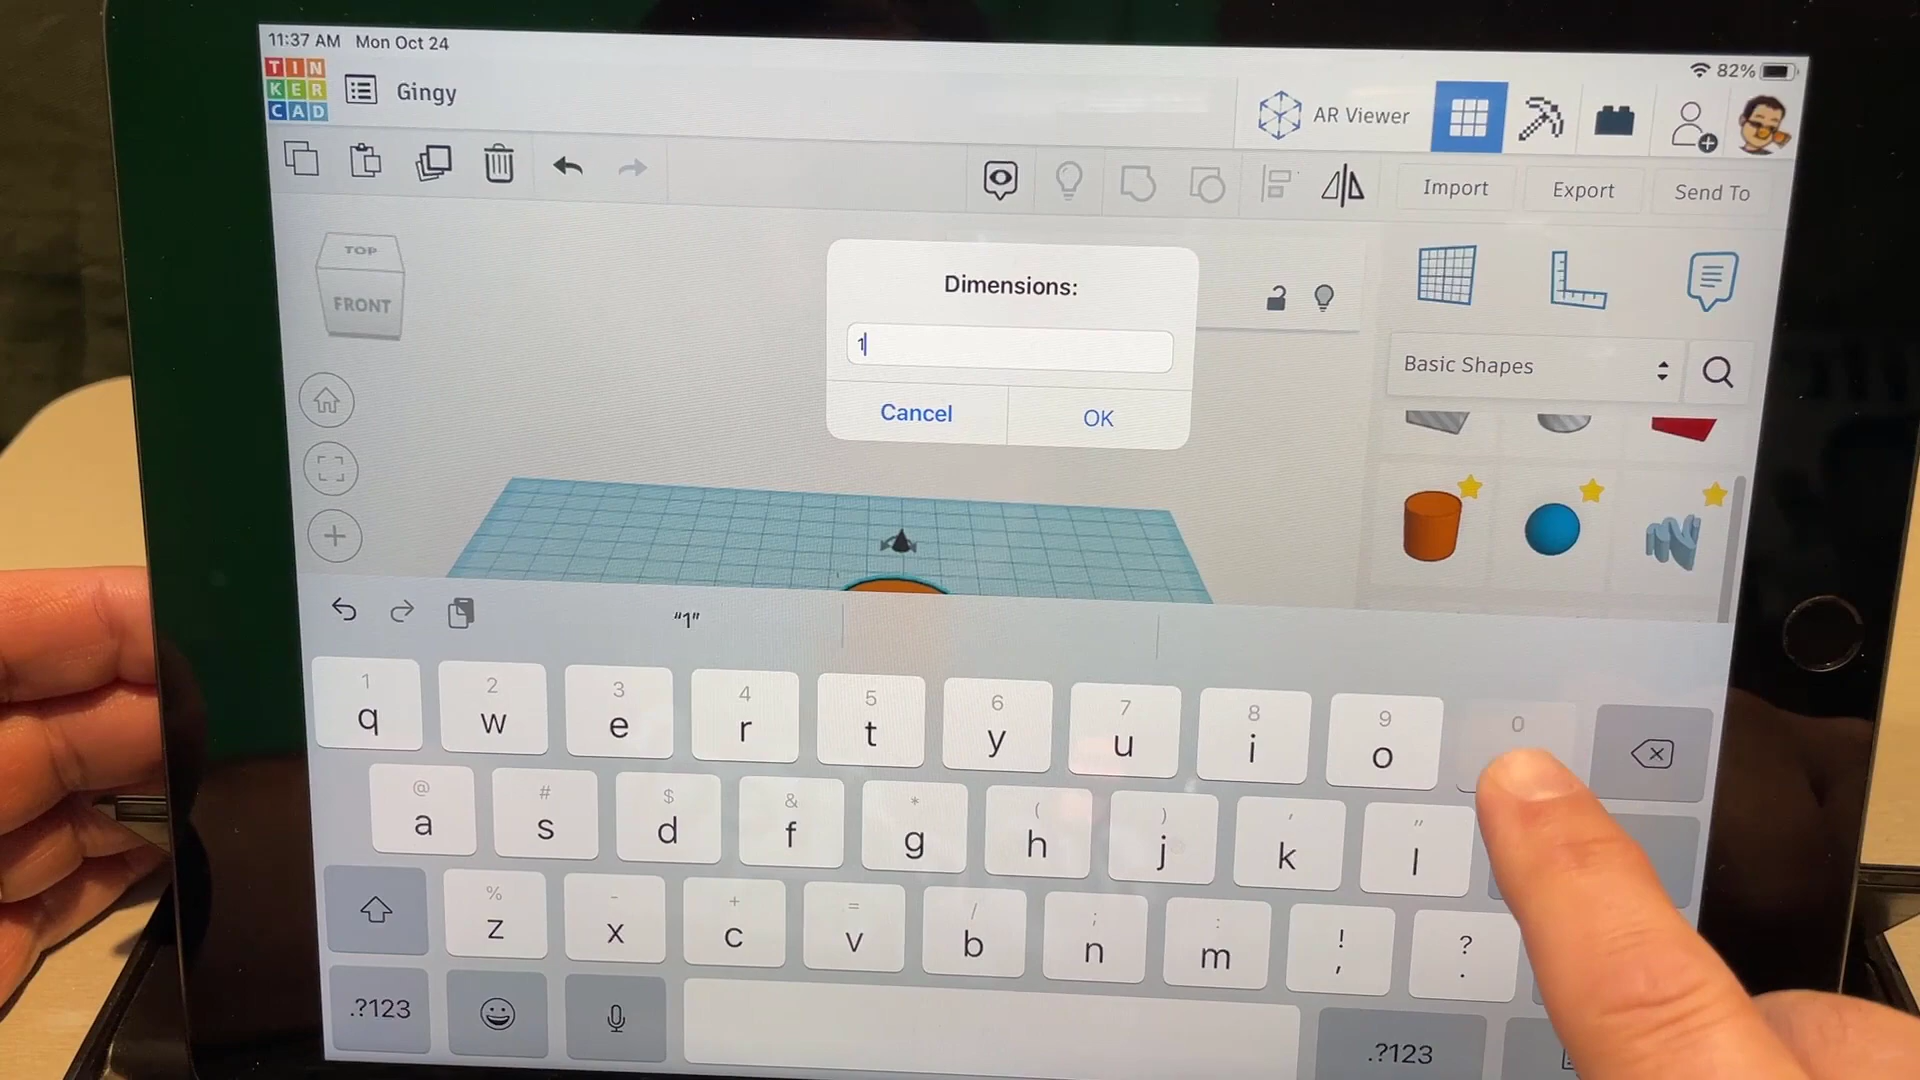 11:37 AM Mon Oct 24
82%
TIN
KER
CAD
Gingy
AR Viewer
Import
Export
Send To
TOP
FRONT
Dimensions:
1
Cancel
OK
Basic Shapes
"1"
1 2 3 4 5 6 7 8 9 0
q w e r t y u i o
@ # $ & * ( ) ' "
a s d f g h j k l
% - + = / ; : ! ?
z x c v b n m , .
.?123
.?123